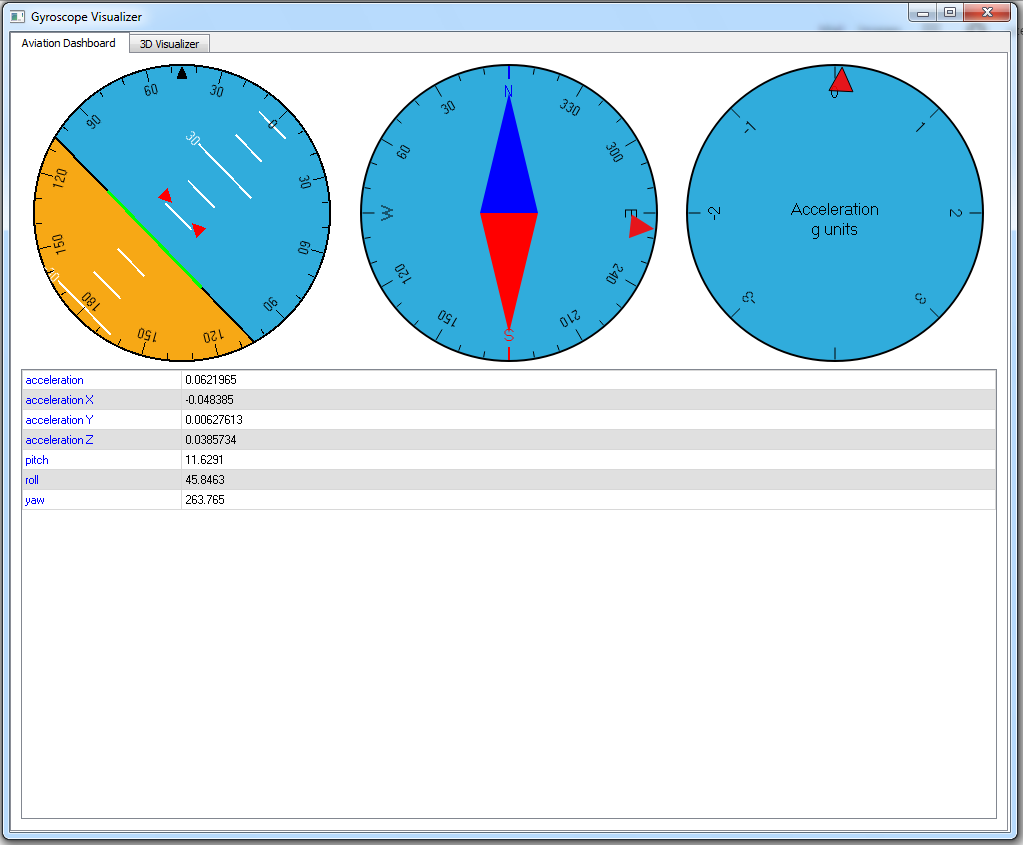 Gyroscope Visualizer
Aviation Dashboard
3D Visualizer
60
30
90
0
30
30
120
60
150
0
180
90
150
120
N
30
330
60
300
W
E
120
240
150
210
S
0
-1
1
-2
2
Acceleration
g units
-3
3
acceleration 0.0621965
acceleration X -0.048385
acceleration Y 0.00627613
acceleration Z 0.0385734
pitch 11.6291
roll 45.8463
yaw 263.765